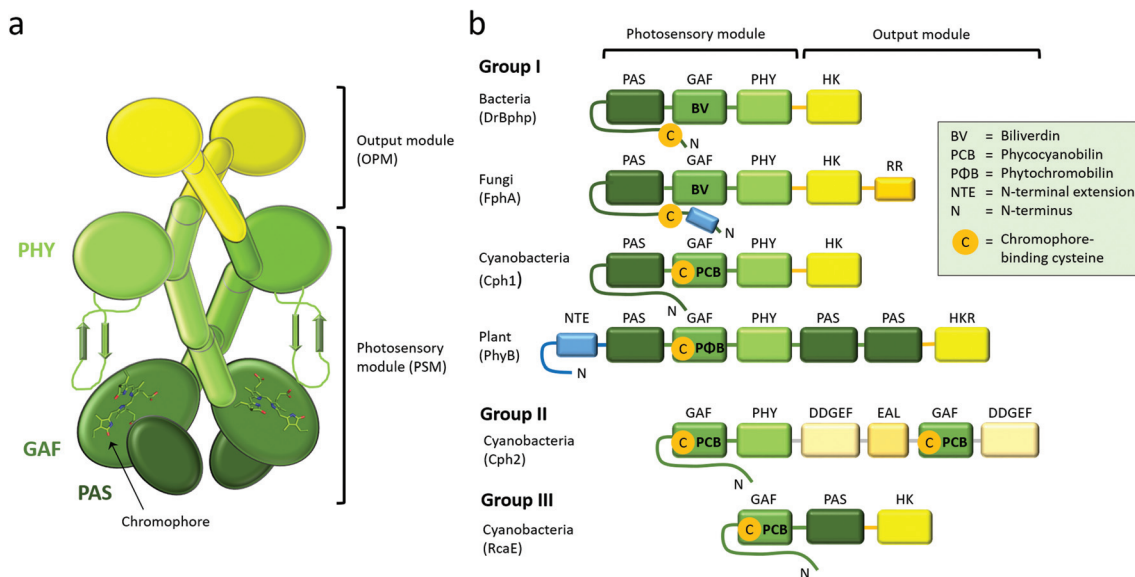 a
Output module
(OPM)
PHY
Photosensory
module (PSM)
GAF
PAS
Chromophore
b
Photosensory module
Output module
Group I
Bacteria
(DrBphp)
PAS
GAF
PHY
HK
BV
C
N
Fungi
(FphA)
PAS
GAF
PHY
HK
RR
BV
C
N
Cyanobacteria
(Cph1)
PAS
GAF
PHY
HK
C
PCB
N
Plant
(PhyB)
NTE
PAS
GAF
PHY
PAS
PAS
HKR
C
PΦB
N
Group II
Cyanobacteria
(Cph2)
GAF
PHY
DDGEF
EAL
GAF
DDGEF
C
PCB
C
PCB
N
Group III
Cyanobacteria
(RcaE)
GAF
PAS
HK
C
PCB
N
BV = Biliverdin
PCB = Phycocyanobilin
PΦB = Phytochromobilin
NTE = N-terminal extension
N = N-terminus
C = Chromophore-
binding cysteine